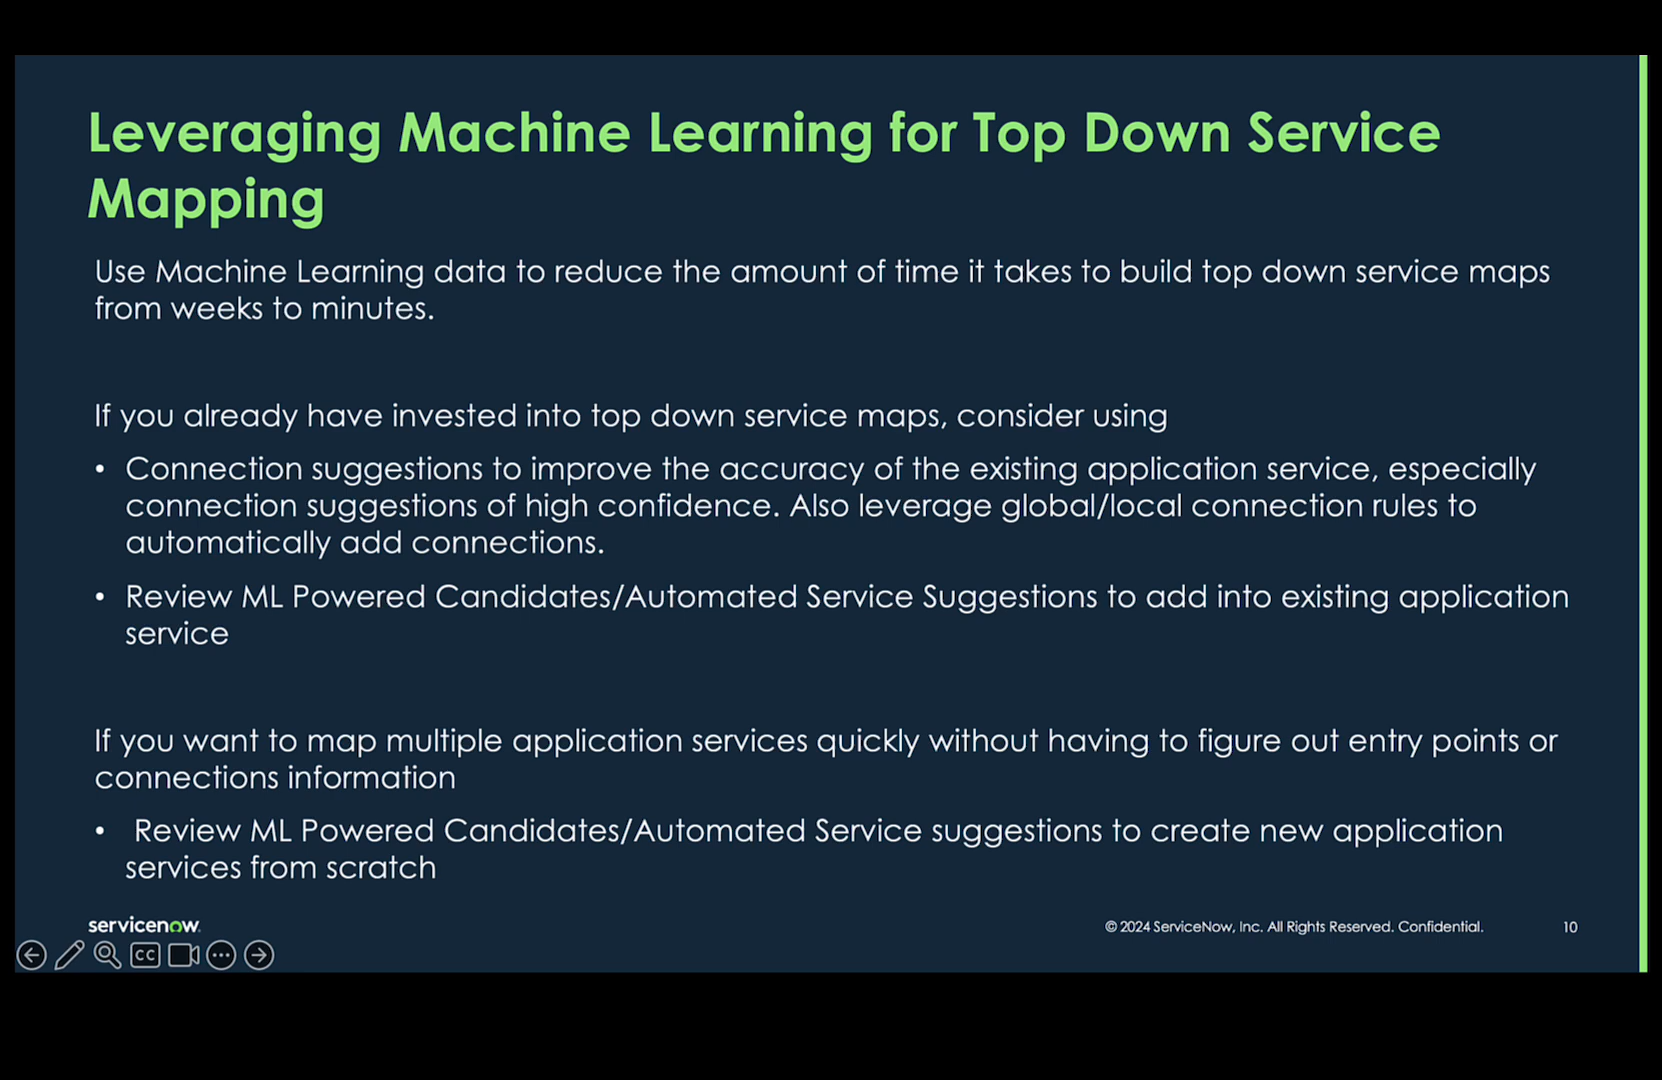 Leveraging Machine Learning for Top Down Service
Mapping
Use Machine Learning data to reduce the amount of time it takes to build top down service maps
from weeks to minutes.
If you already have invested into top down service maps, consider using
• Connection suggestions to improve the accuracy of the existing application service, especially
connection suggestions of high confidence. Also leverage global/local connection rules to
automatically add connections.
• Review ML Powered Candidates/Automated Service Suggestions to add into existing application
service
If you want to map multiple application services quickly without having to figure out entry points or
connections information
• Review ML Powered Candidates/Automated Service suggestions to create new application
services from scratch
servicenow.
© 2024 ServiceNow, Inc. All Rights Reserved. Confidential.
10
CC